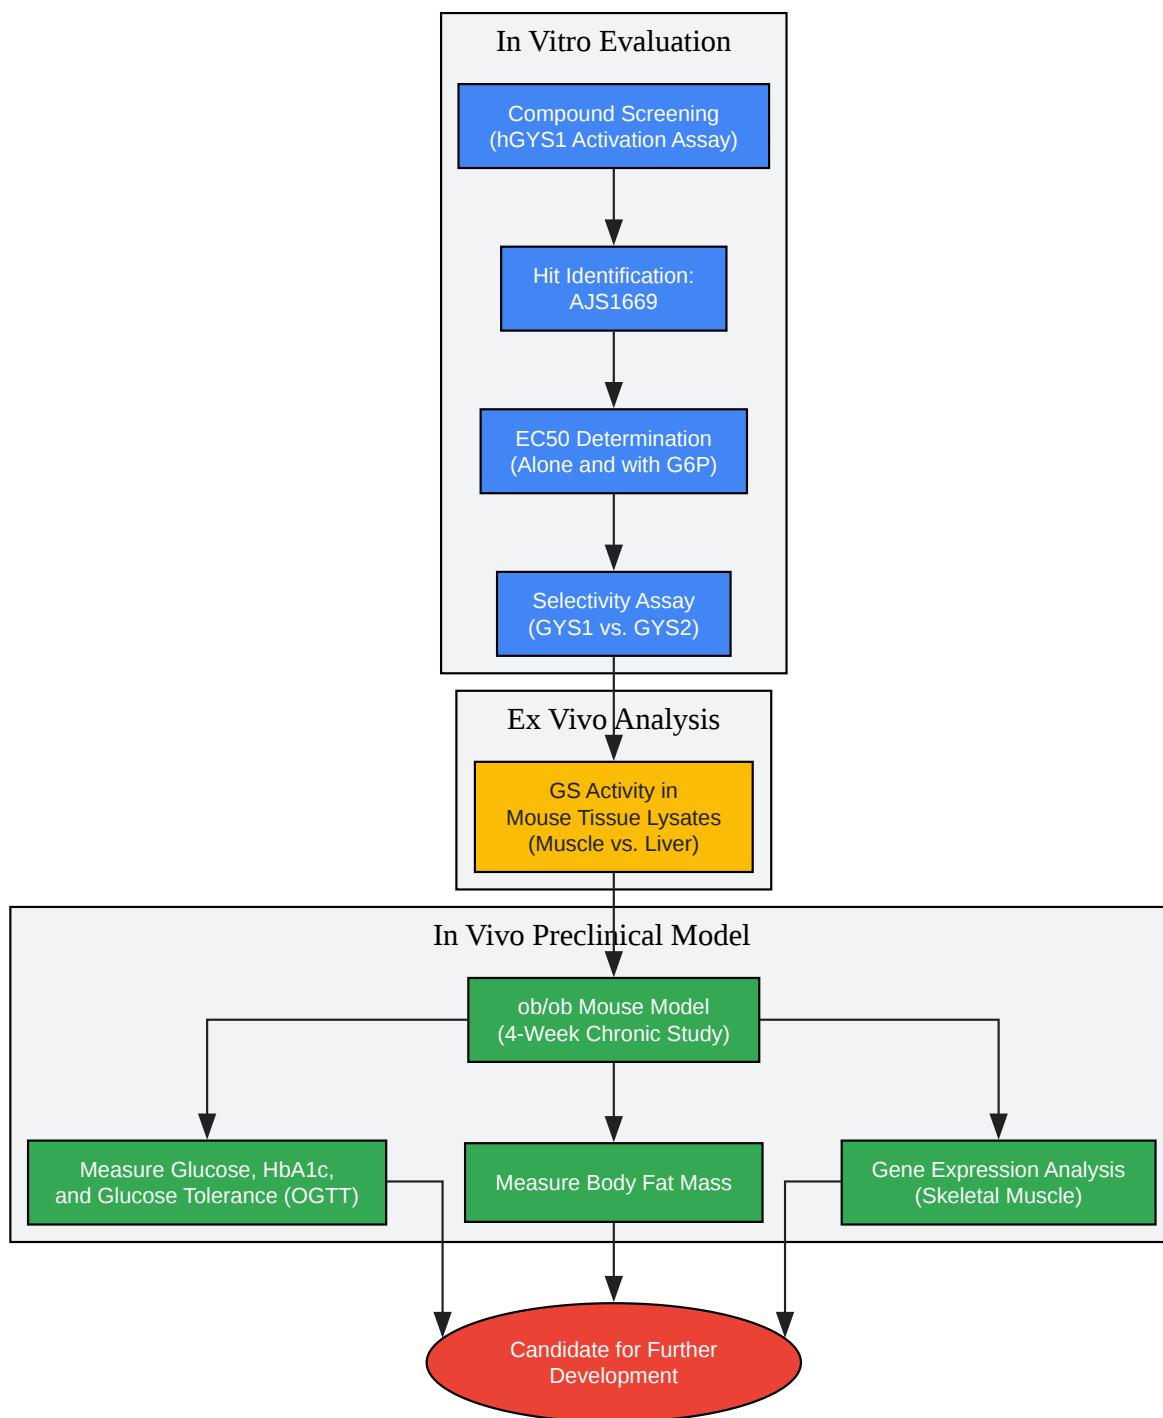 In Vitro Evaluation
Compound Screening
(hGYS1 Activation Assay)
Hit Identification:
AJS1669
EC50 Determination
(Alone and with G6P)
Selectivity Assay
(GYS1 vs. GYS2)
Ex Vivo Analysis
GS Activity in
Mouse Tissue Lysates
(Muscle vs. Liver)
In Vivo Preclinical Model
ob/ob Mouse Model
(4-Week Chronic Study)
Measure Glucose, HbA1c,
and Glucose Tolerance (OGTT)
Measure Body Fat Mass
Gene Expression Analysis
(Skeletal Muscle)
Candidate for Further
Development